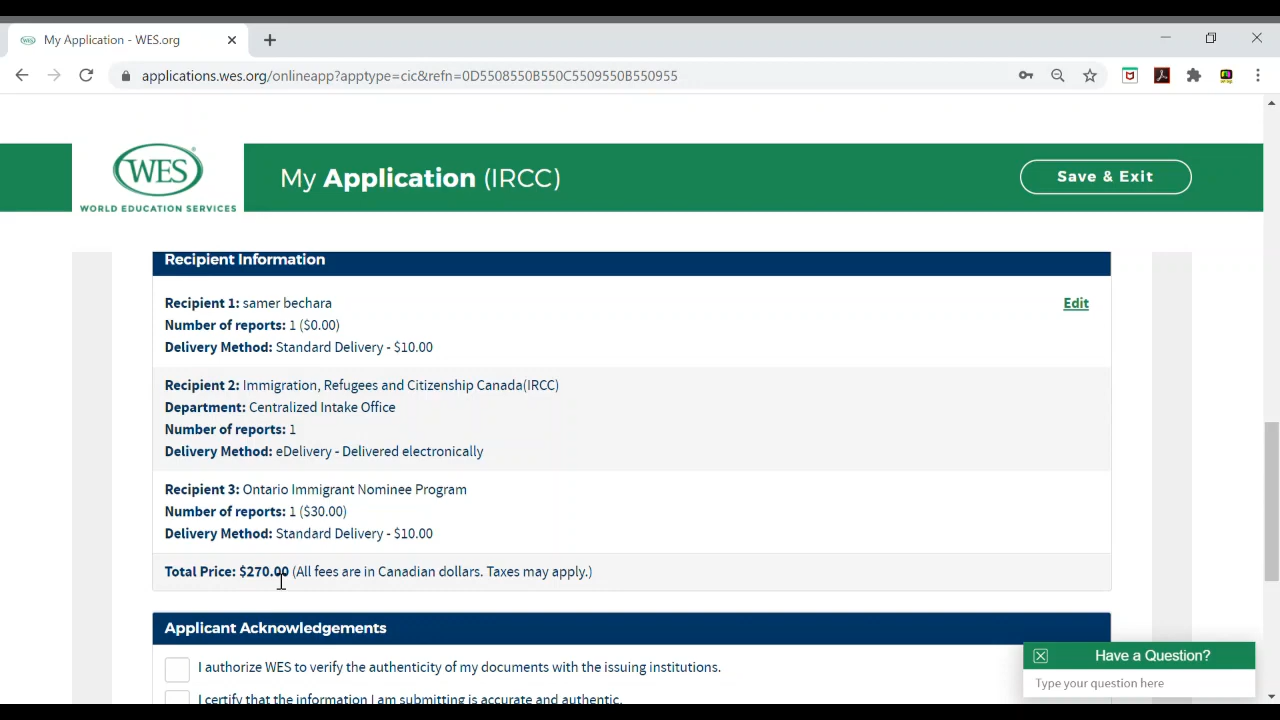 My Application - WES.org
applications.wes.org/onlineapp?apptype=cic&refn=0D5508550B550C5509550B550955
WES
WORLD EDUCATION SERVICES
My Application (IRCC)
Save & Exit
Recipient Information
Recipient 1: samer bechara
Edit
Number of reports: 1 ($0.00)
Delivery Method: Standard Delivery - $10.00
Recipient 2: Immigration, Refugees and Citizenship Canada(IRCC)
Department: Centralized Intake Office
Number of reports: 1
Delivery Method: eDelivery - Delivered electronically
Recipient 3: Ontario Immigrant Nominee Program
Number of reports: 1 ($30.00)
Delivery Method: Standard Delivery - $10.00
Total Price: $270.00 (All fees are in Canadian dollars. Taxes may apply.)
Applicant Acknowledgements
I authorize WES to verify the authenticity of my documents with the issuing institutions.
I certify that the information I am submitting is accurate and authentic.
Have a Question?
Type your question here